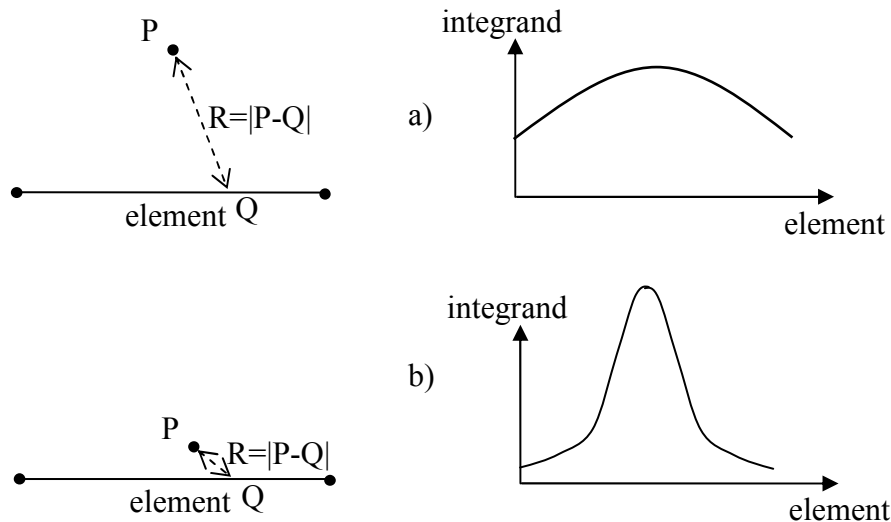 P
R=|P-Q|
element Q
a)
integrand
element
P
R=|P-Q|
element Q
b)
integrand
element